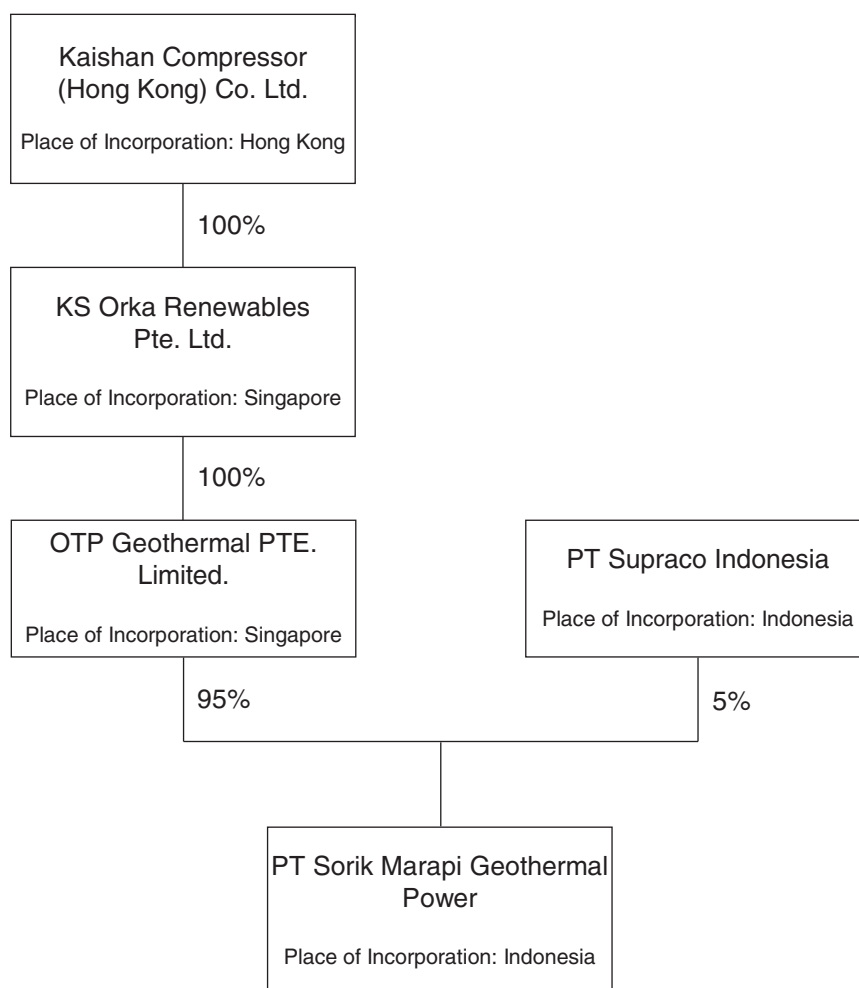 Kaishan Compressor
(Hong Kong) Co. Ltd.
Place of Incorporation: Hong Kong
100%
KS Orka Renewables
Pte. Ltd.
Place of Incorporation: Singapore
100%
OTP Geothermal PTE.
Limited.
Place of Incorporation: Singapore
PT Supraco Indonesia
Place of Incorporation: Indonesia
95%
5%
PT Sorik Marapi Geothermal
Power
Place of Incorporation: Indonesia